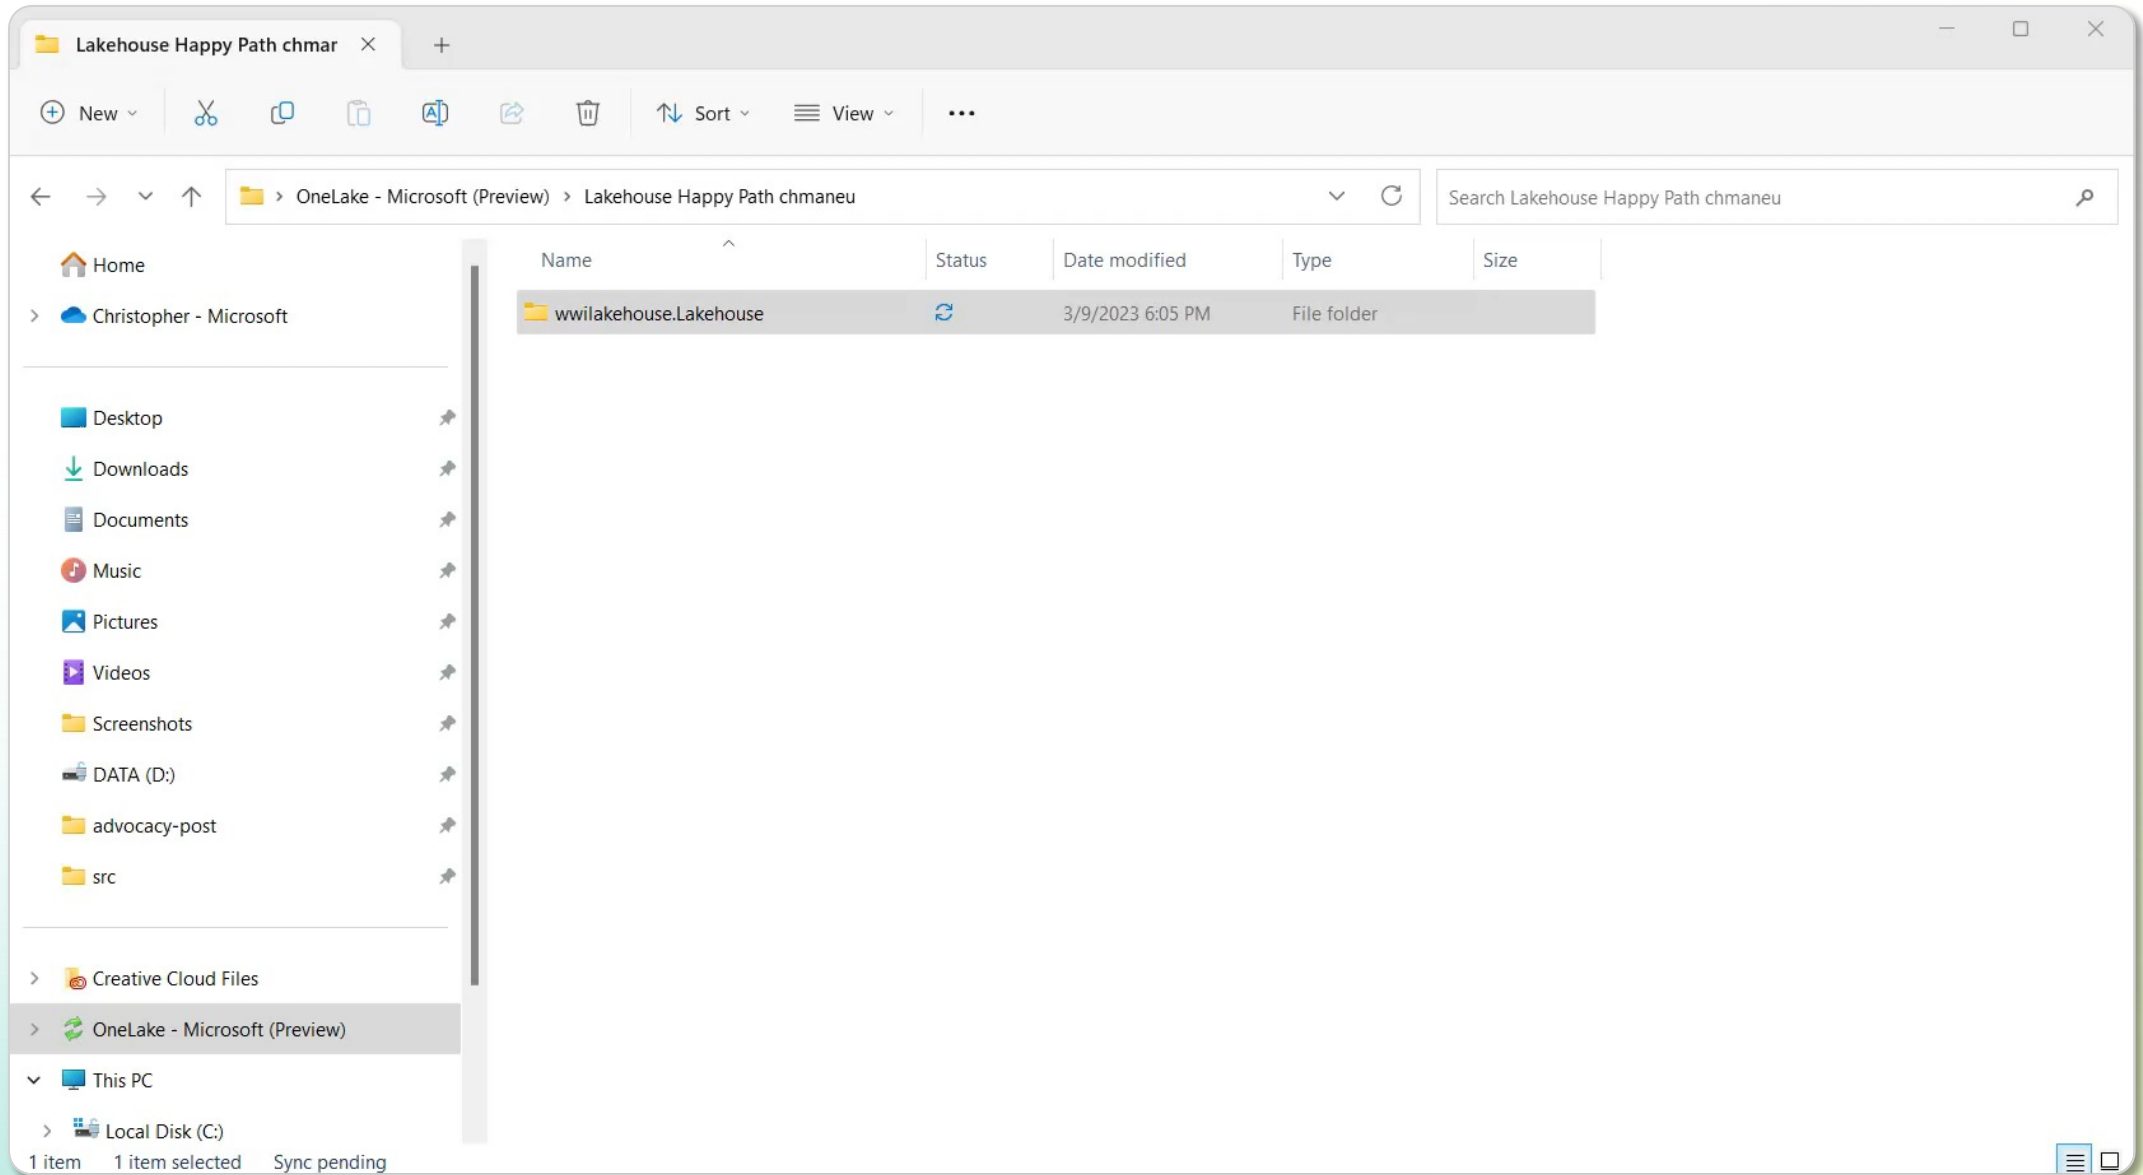 Lakehouse Happy Path chmar
New
Sort
View
OneLake - Microsoft (Preview) > Lakehouse Happy Path chmaneu
Search Lakehouse Happy Path chmaneu
Name Status Date modified Type Size
wwilakehouse.Lakehouse 3/9/2023 6:05 PM File folder
Home
Christopher - Microsoft
Desktop
Downloads
Documents
Music
Pictures
Videos
Screenshots
DATA (D:)
advocacy-post
src
Creative Cloud Files
OneLake - Microsoft (Preview)
This PC
Local Disk (C:)
1 item 1 item selected Sync pending